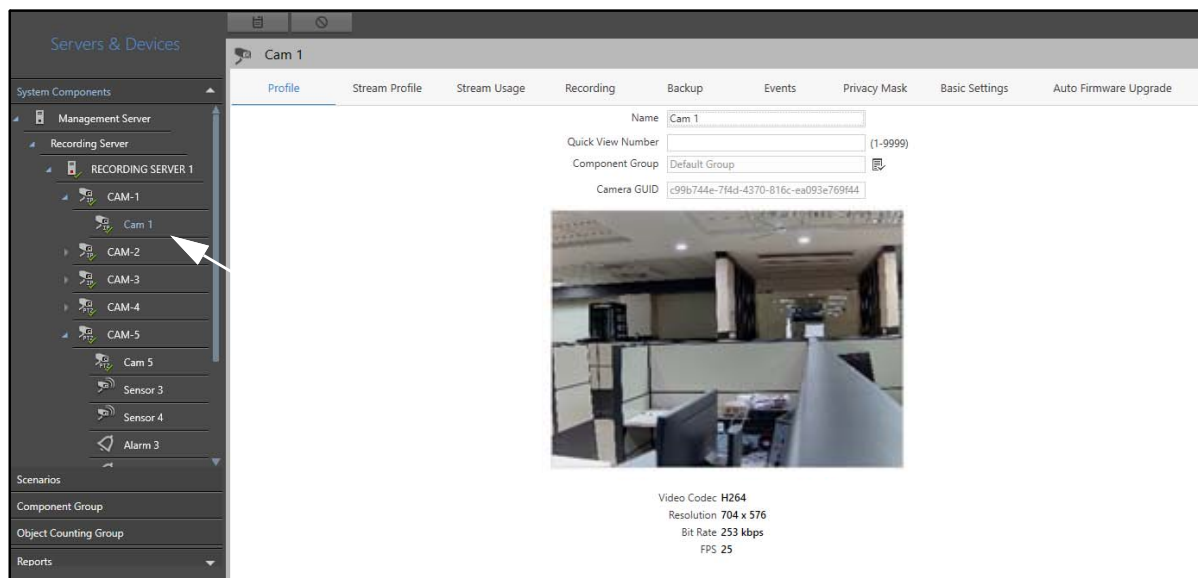 Servers & Devices
System Components
Management Server
Recording Server
RECORDING SERVER 1
CAM-1
Cam 1
CAM-2
CAM-3
CAM-4
CAM-5
Cam 5
Sensor 3
Sensor 4
Alarm 3
Scenarios
Component Group
Object Counting Group
Reports
Cam 1
Profile Stream Profile Stream Usage Recording Backup Events Privacy Mask Basic Settings Auto Firmware Upgrade
Name Cam 1
Quick View Number (1-9999)
Component Group Default Group
Camera GUID c99b744e-7f4d-4370-816c-ea093e769f44
Video Codec H264
Resolution 704 x 576
Bit Rate 253 kbps
FPS 25